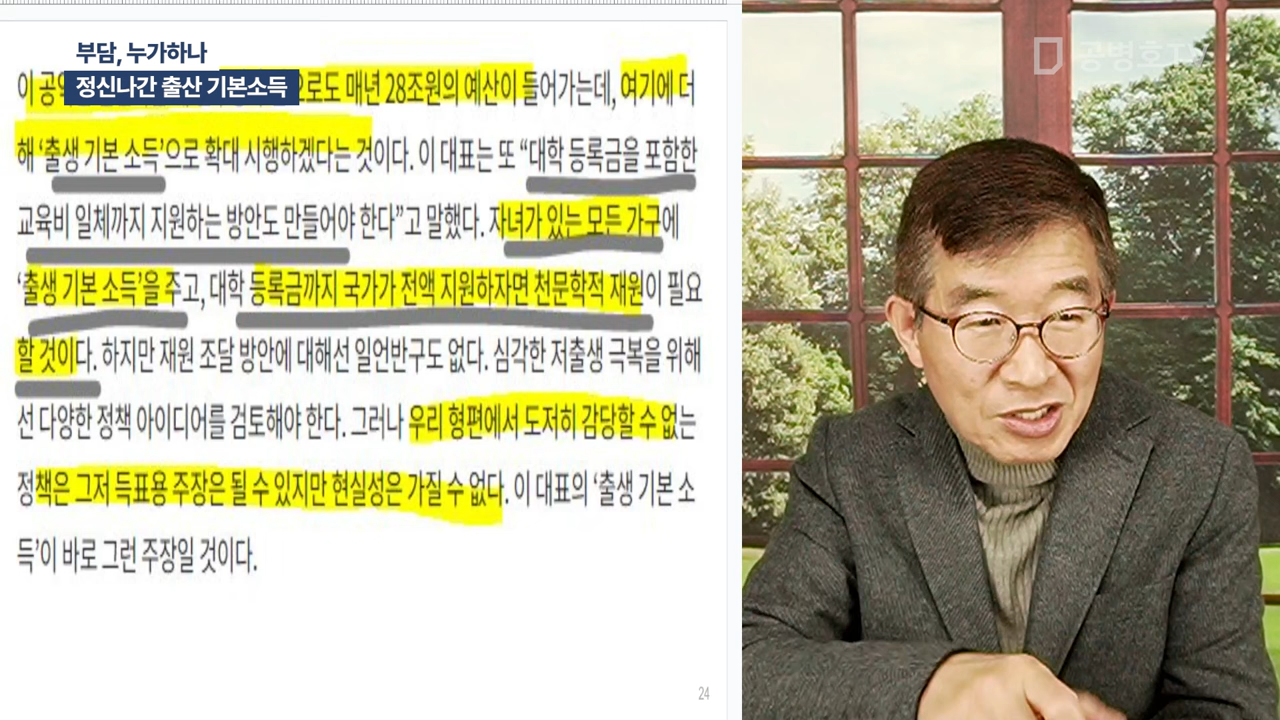 부담, 누가하나
정신나간 출산 기본소득
이 공 으로도 매년 28조원의 예산이 들어가는데, 여기에 더
해 ‘출생 기본 소득’으로 확대 시행하겠다는 것이다. 이 대표는 또 “대학 등록금을 포함한
교육비 일체까지 지원하는 방안도 만들어야 한다”고 말했다. 자녀가 있는 모든 가구에
‘출생 기본 소득’을 주고, 대학 등록금까지 국가가 전액 지원하자면 천문학적 재원이 필요
할 것이다. 하지만 재원 조달 방안에 대해선 일언반구도 없다. 심각한 저출생 극복을 위해
선 다양한 정책 아이디어를 검토해야 한다. 그러나 우리 형편에서 도저히 감당할 수 없는
정책은 그저 득표용 주장은 될 수 있지만 현실성은 가질 수 없다. 이 대표의 ‘출생 기본 소
득’이 바로 그런 주장일 것이다.
24
공병호TV